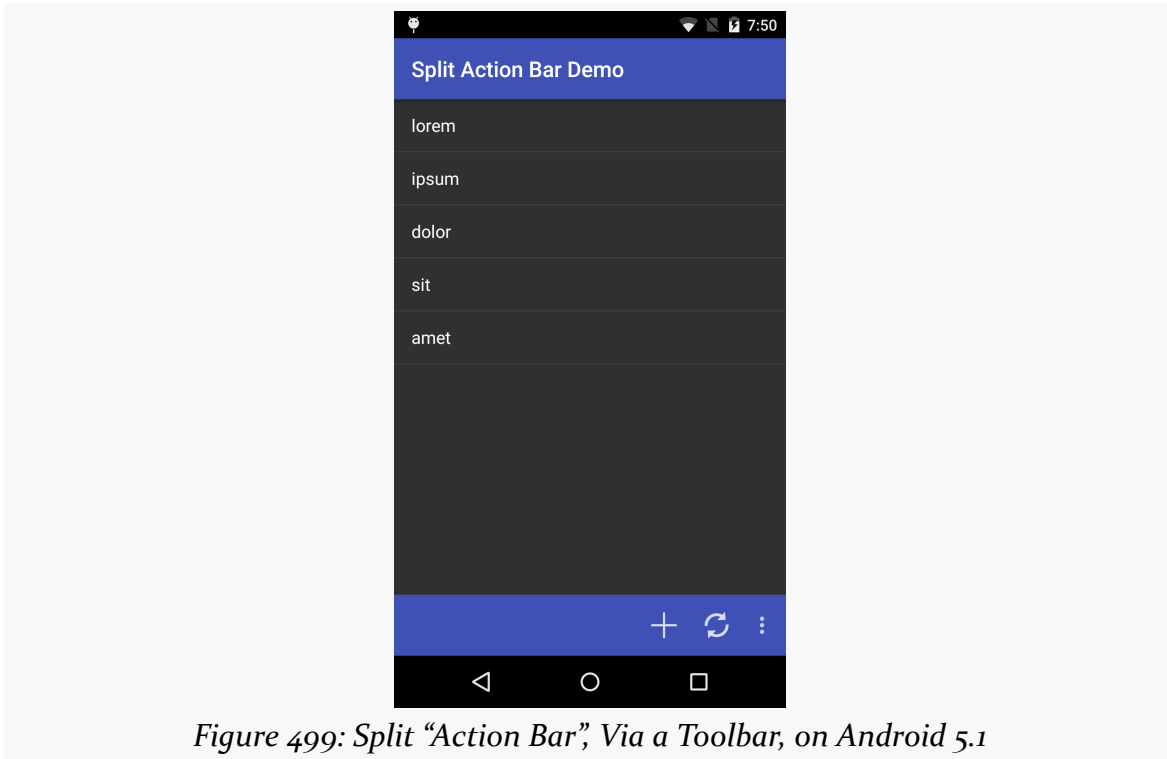 7:50
Split Action Bar Demo
lorem
ipsum
dolor
sit
amet
Figure 499: Split “Action Bar”, Via a Toolbar, on Android 5.1